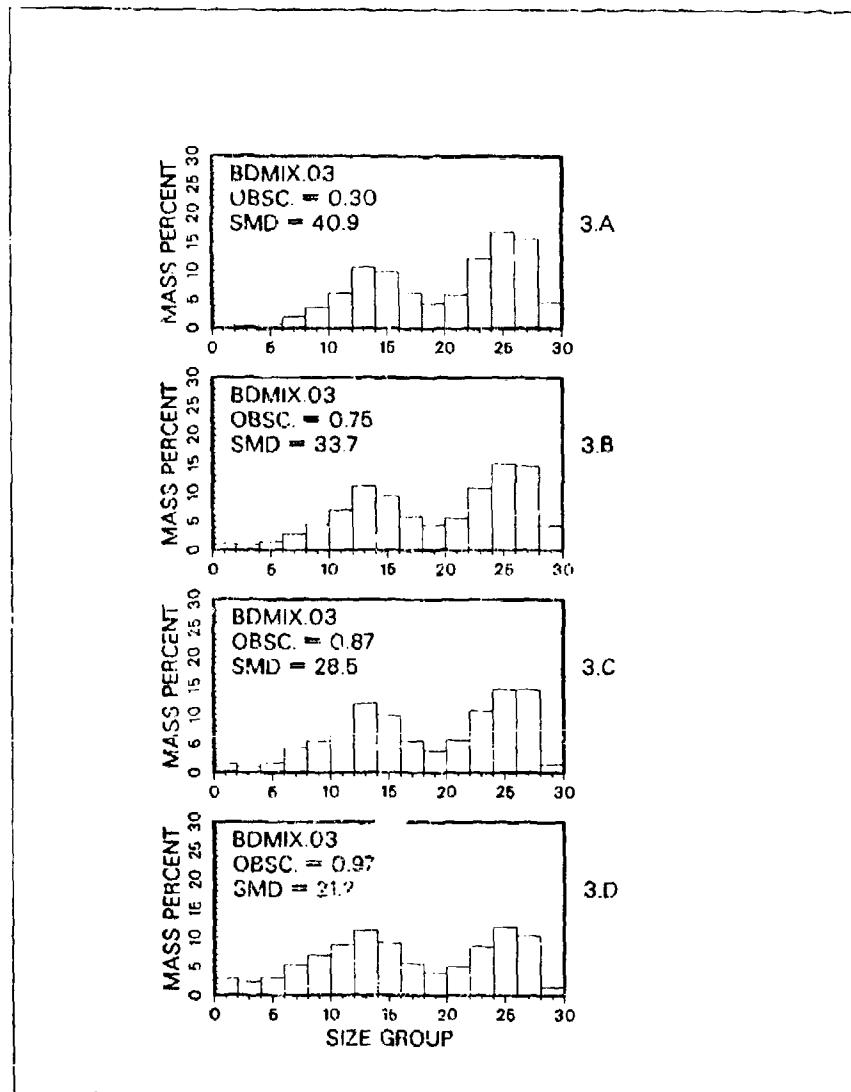 BDMIX.03
OBSC. = 0.30
SMD = 40.9
3.A
MASS PERCENT
0 5 10 15 20 25 30
0 5 10 15 20 25 30
BDMIX.03
OBSC. = 0.75
SMD = 33.7
3.B
MASS PERCENT
0 5 10 15 20 25 30
0 5 10 15 20 25 30
BDMIX.03
OBSC. = 0.87
SMD = 28.5
3.C
MASS PERCENT
0 5 10 15 20 25 30
0 5 10 15 20 25 30
BDMIX.03
OBSC. = 0.97
SMD =
3.D
MASS PERCENT
0 5 10 15 20 25 30
0 5 10 15 20 25 30
SIZE GROUP